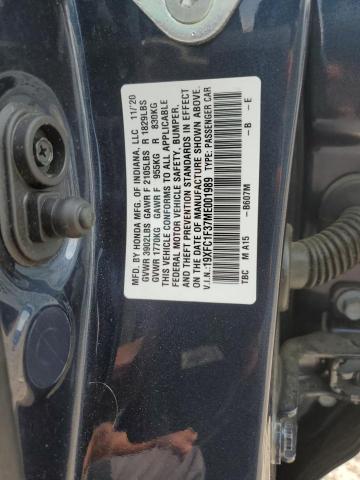 MFD. BY HONDA MFG. OF INDIANA, LLC 11/20
GVWR 3902LBS GAWR F 2105LBS R 1829LBS
GVWR 1770KG GAWR F 955KG R 830KG
THIS VEHICLE CONFORMS TO ALL APPLICABLE
FEDERAL MOTOR VEHICLE SAFETY, BUMPER,
AND THEFT PREVENTION STANDARDS IN EFFECT
ON THE DATE OF MANUFACTURE SHOWN ABOVE.
V.I.N.:19XFC1F37ME001989 TYPE: PASSENGER CAR
TBC M A15 - B607M - B - E